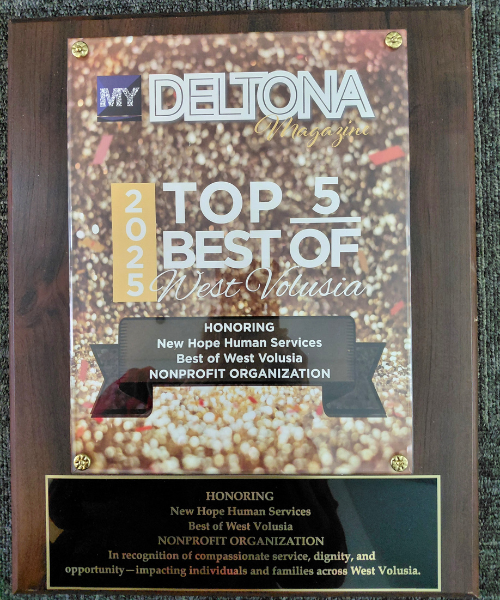 MY DELTONA
Magazine
2025
TOP 5
BEST OF
West Volusia
HONORING
New Hope Human Services
Best of West Volusia
NONPROFIT ORGANIZATION
HONORING
New Hope Human Services
Best of West Volusia
NONPROFIT ORGANIZATION
In recognition of compassionate service, dignity, and
opportunity—impacting individuals and families across West Volusia.